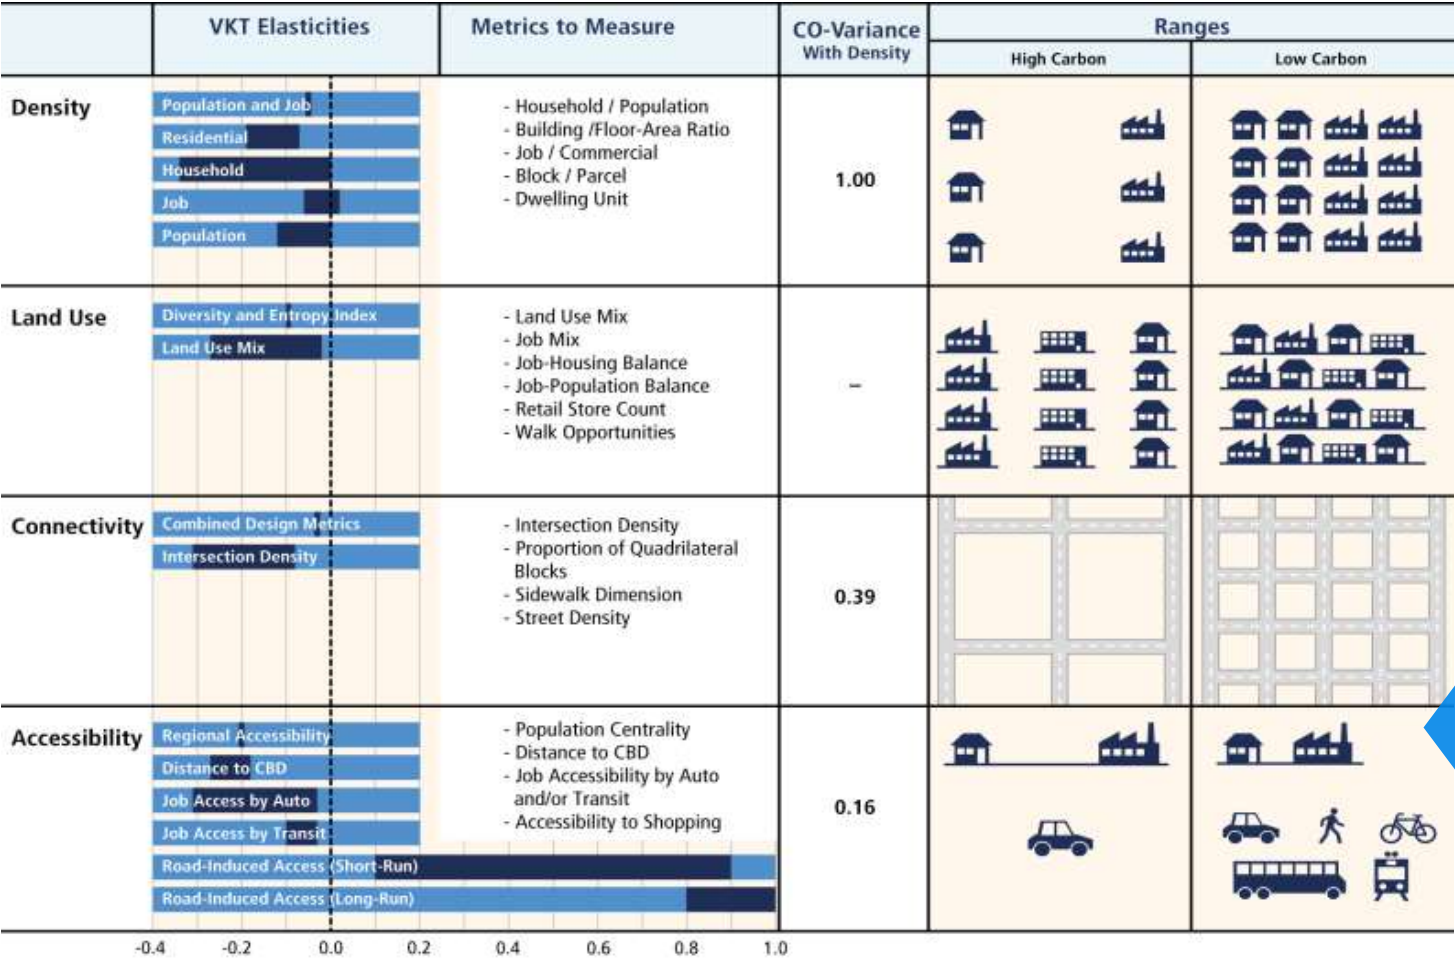 VKT Elasticities
Metrics to Measure
CO-Variance
With Density
Ranges
High Carbon
Low Carbon
Density
Population and Job
Residential
Household
Job
Population
- Household / Population
- Building /Floor-Area Ratio
- Job / Commercial
- Block / Parcel
- Dwelling Unit
1.00
Land Use
Diversity and Entropy Index
Land Use Mix
- Land Use Mix
- Job Mix
- Job-Housing Balance
- Job-Population Balance
- Retail Store Count
- Walk Opportunities
–
Connectivity
Combined Design Metrics
Intersection Density
- Intersection Density
- Proportion of Quadrilateral
Blocks
- Sidewalk Dimension
- Street Density
0.39
Accessibility
Regional Accessibility
Distance to CBD
Job Access by Auto
Job Access by Transit
Road-Induced Access (Short-Run)
Road-Induced Access (Long-Run)
- Population Centrality
- Distance to CBD
- Job Accessibility by Auto
and/or Transit
- Accessibility to Shopping
0.16
-0.4 -0.2 0.0 0.2 0.4 0.6 0.8 1.0